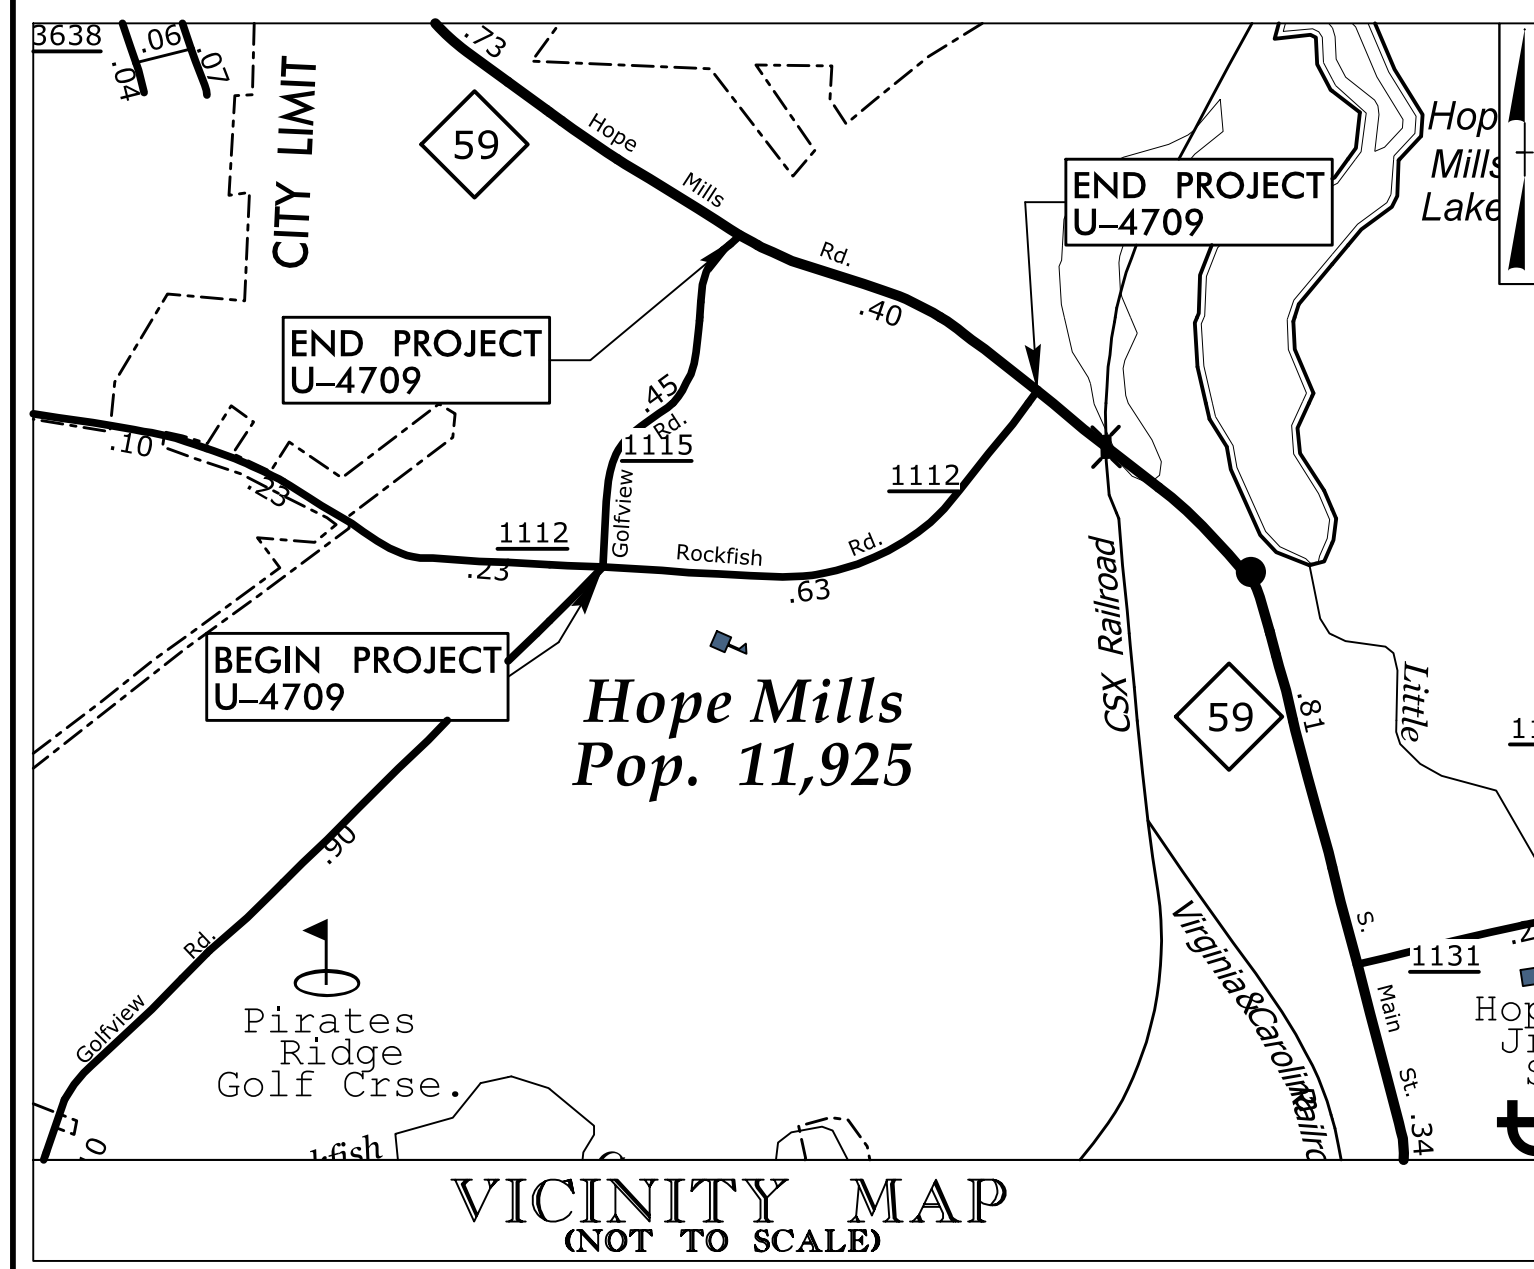 3638
.06
.07
.04
.73
CITY LIMIT
59
Hope
Mills
Rd.
.40
END PROJECT
U–4709
Mills
Lake
END PROJECT
U–4709
.45
Rd.
1115
Golfview
.10
.23
1112
.23
1112
Rockfish
Rd.
.63
BEGIN PROJECT
U–4709
Hope Mills
Pop. 11,925
CSX Railroad
59
.81
Little
.90
Rd.
Golfview
Pirates
Ridge
Golf Crse.
Virginia & Carolina
S.
1131
Main
St.
.34
VICINITY MAP
(NOT TO SCALE)